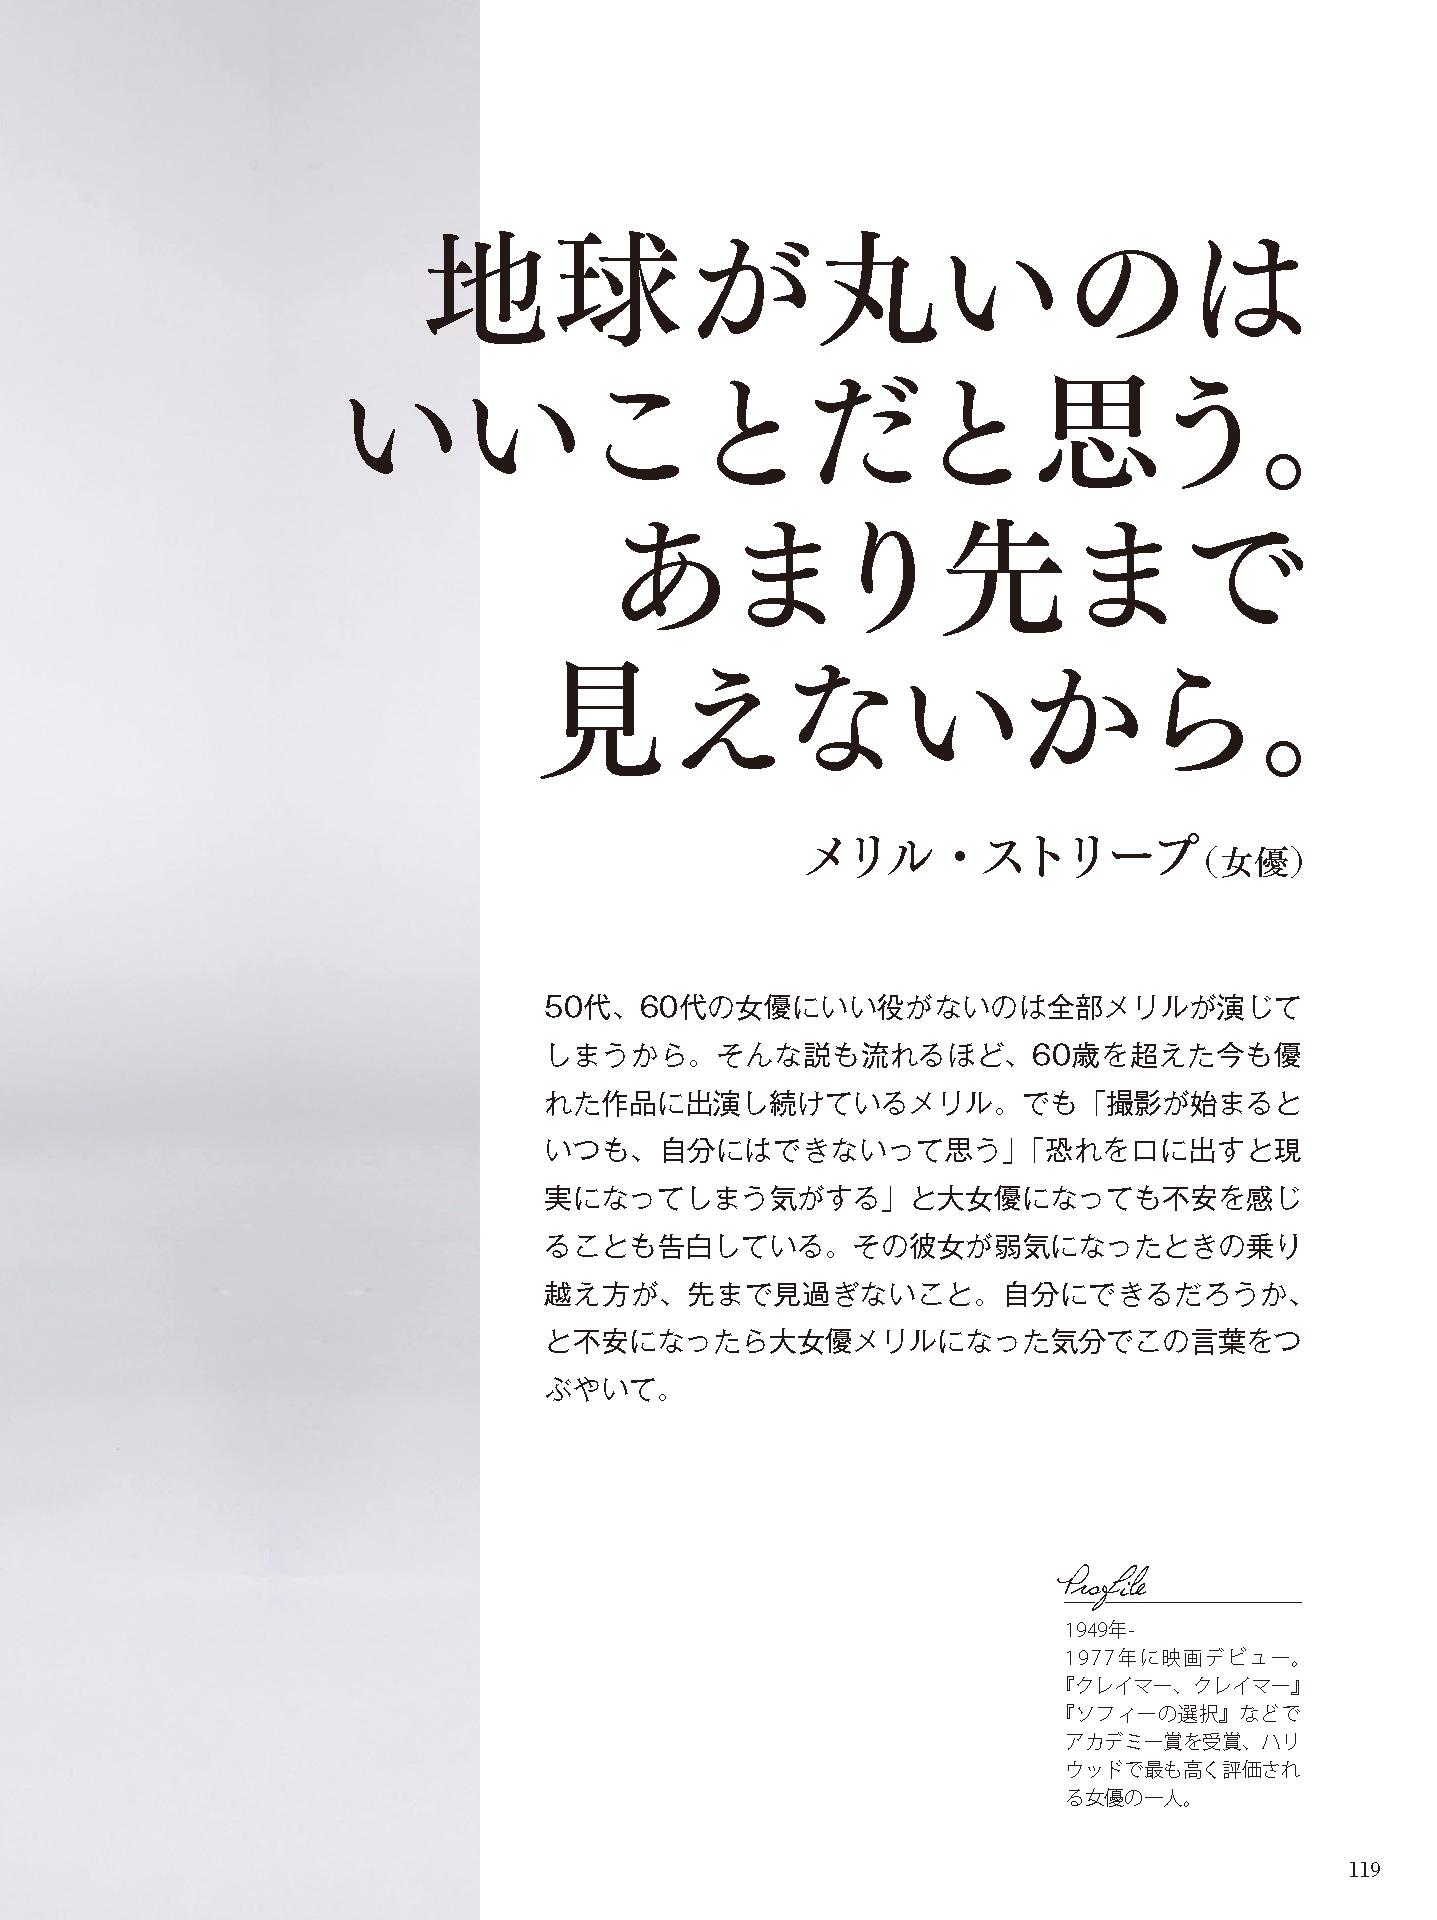 地球が丸いのは
いいことだと思う。
あまり先まで
見えないから。
メリル・ストリープ（女優）
50代、60代の女優にいい役がないのは全部メリルが演じて
しまうから。そんな説も流れるほど、60歳を超えた今も優
れた作品に出演し続けているメリル。でも「撮影が始まると
いつも、自分にはできないって思う」「恐れを口に出すと現
実になってしまう気がする」と大女優になっても不安を感じ
ることも告白している。その彼女が弱気になったときの乗り
越え方が、先まで見過ぎないこと。自分にできるだろうか、
と不安になったら大女優メリルになった気分でこの言葉をつ
ぶやいて。
Profile
1949年-
1977年に映画デビュー。
『クレイマー、クレイマー』
『ソフィーの選択』などで
アカデミー賞を受賞、ハリ
ウッドで最も高く評価され
る女優の一人。
119